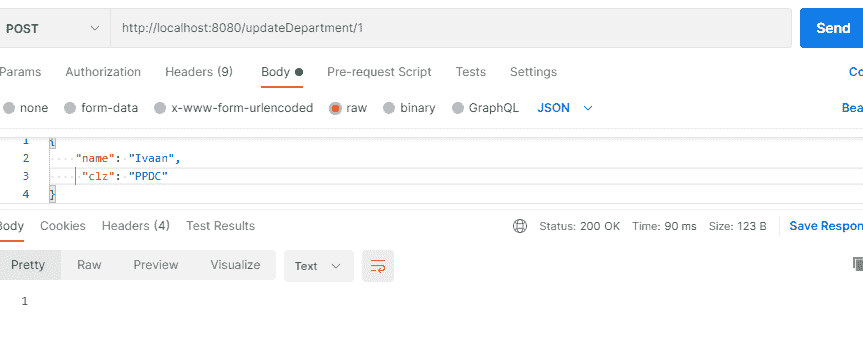 POST http://localhost:8080/updateDepartment/1 Send
Params Authorization Headers (9) Body Pre-request Script Tests Settings Co
none form-data x-www-form-urlencoded raw binary GraphQL JSON Bea
1 {
2 "name": "Ivaan",
3 "clz": "PPDC"
4 }
Body Cookies Headers (4) Test Results Status: 200 OK Time: 90 ms Size: 123 B Save Respon
Pretty Raw Preview Visualize Text
1